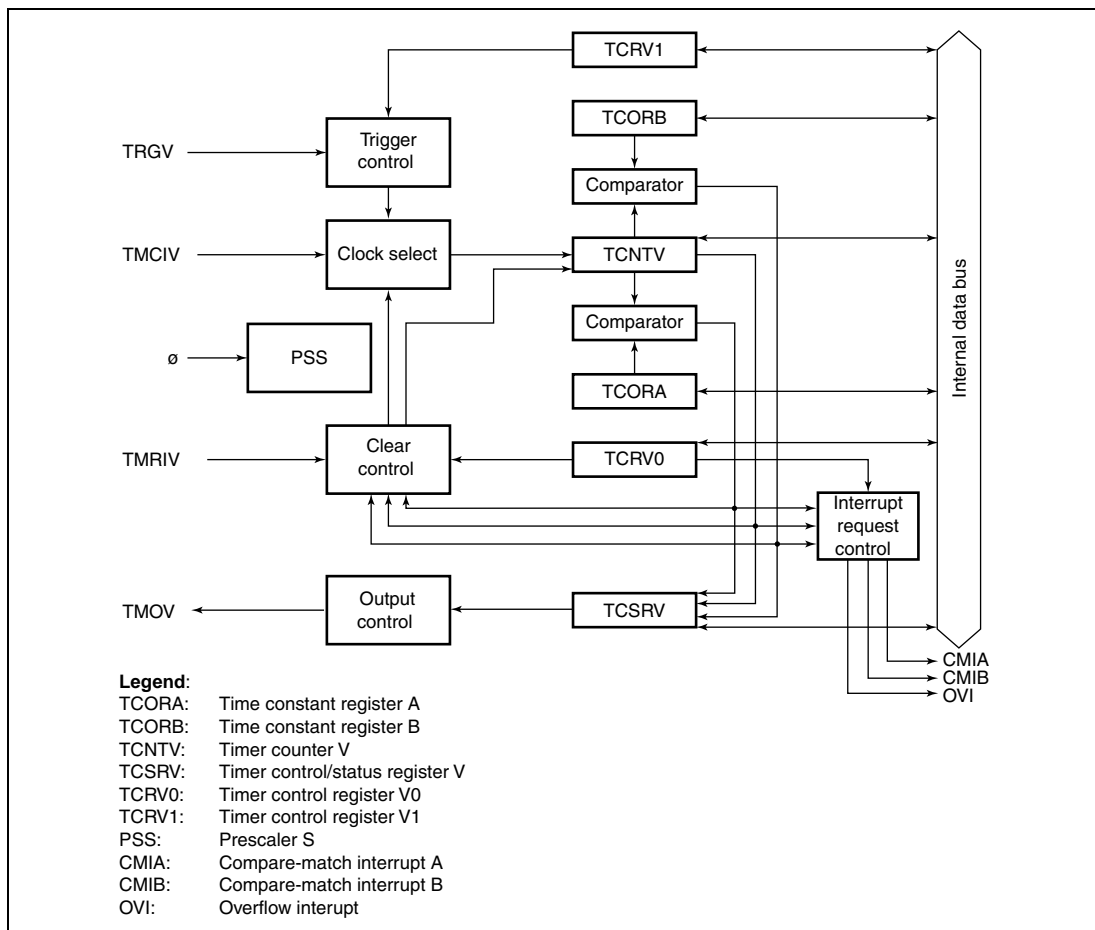 TCRV1
TCORB
TRGV
Trigger
control
Comparator
TMCIV
Clock select
TCNTV
Internal data bus
Comparator
ø
PSS
TCORA
TMRIV
Clear
control
TCRV0
Interrupt
request
control
TMOV
Output
control
TCSRV
CMIA
CMIB
OVI
Legend:
TCORA: Time constant register A
TCORB: Time constant register B
TCNTV: Timer counter V
TCSRV: Timer control/status register V
TCRV0: Timer control register V0
TCRV1: Timer control register V1
PSS: Prescaler S
CMIA: Compare-match interrupt A
CMIB: Compare-match interrupt B
OVI: Overflow interupt